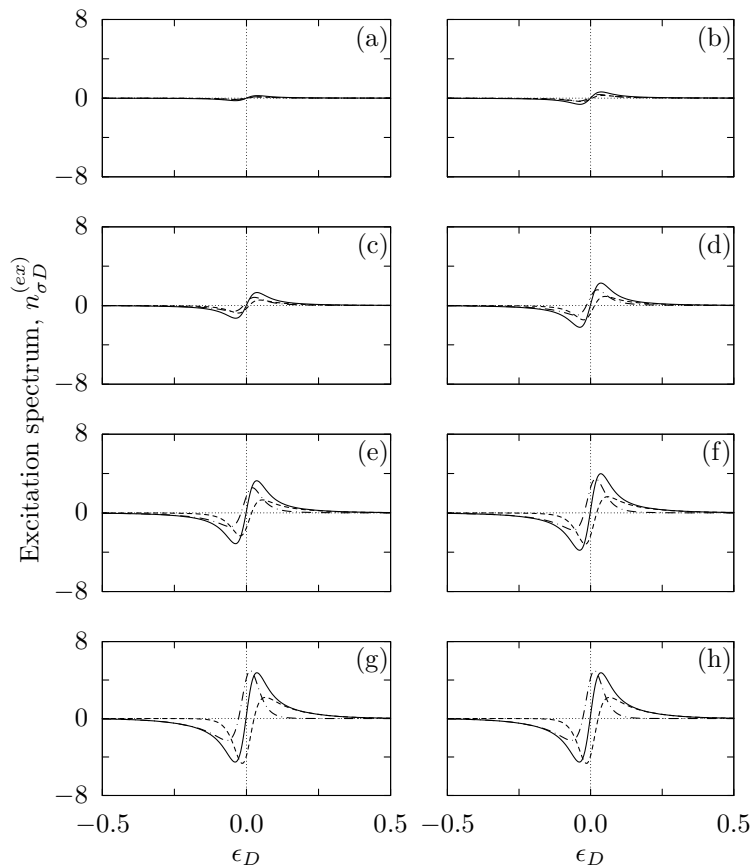 8
0
−8
(a)
(b)
8
0
−8
(c)
(d)
8
0
−8
(e)
(f)
8
0
−8
(g)
(h)
−0.5 0.0 0.5
−0.5 0.0 0.5
ϵ_D
ϵ_D
Excitation spectrum, n_{σD}^{(ex)}